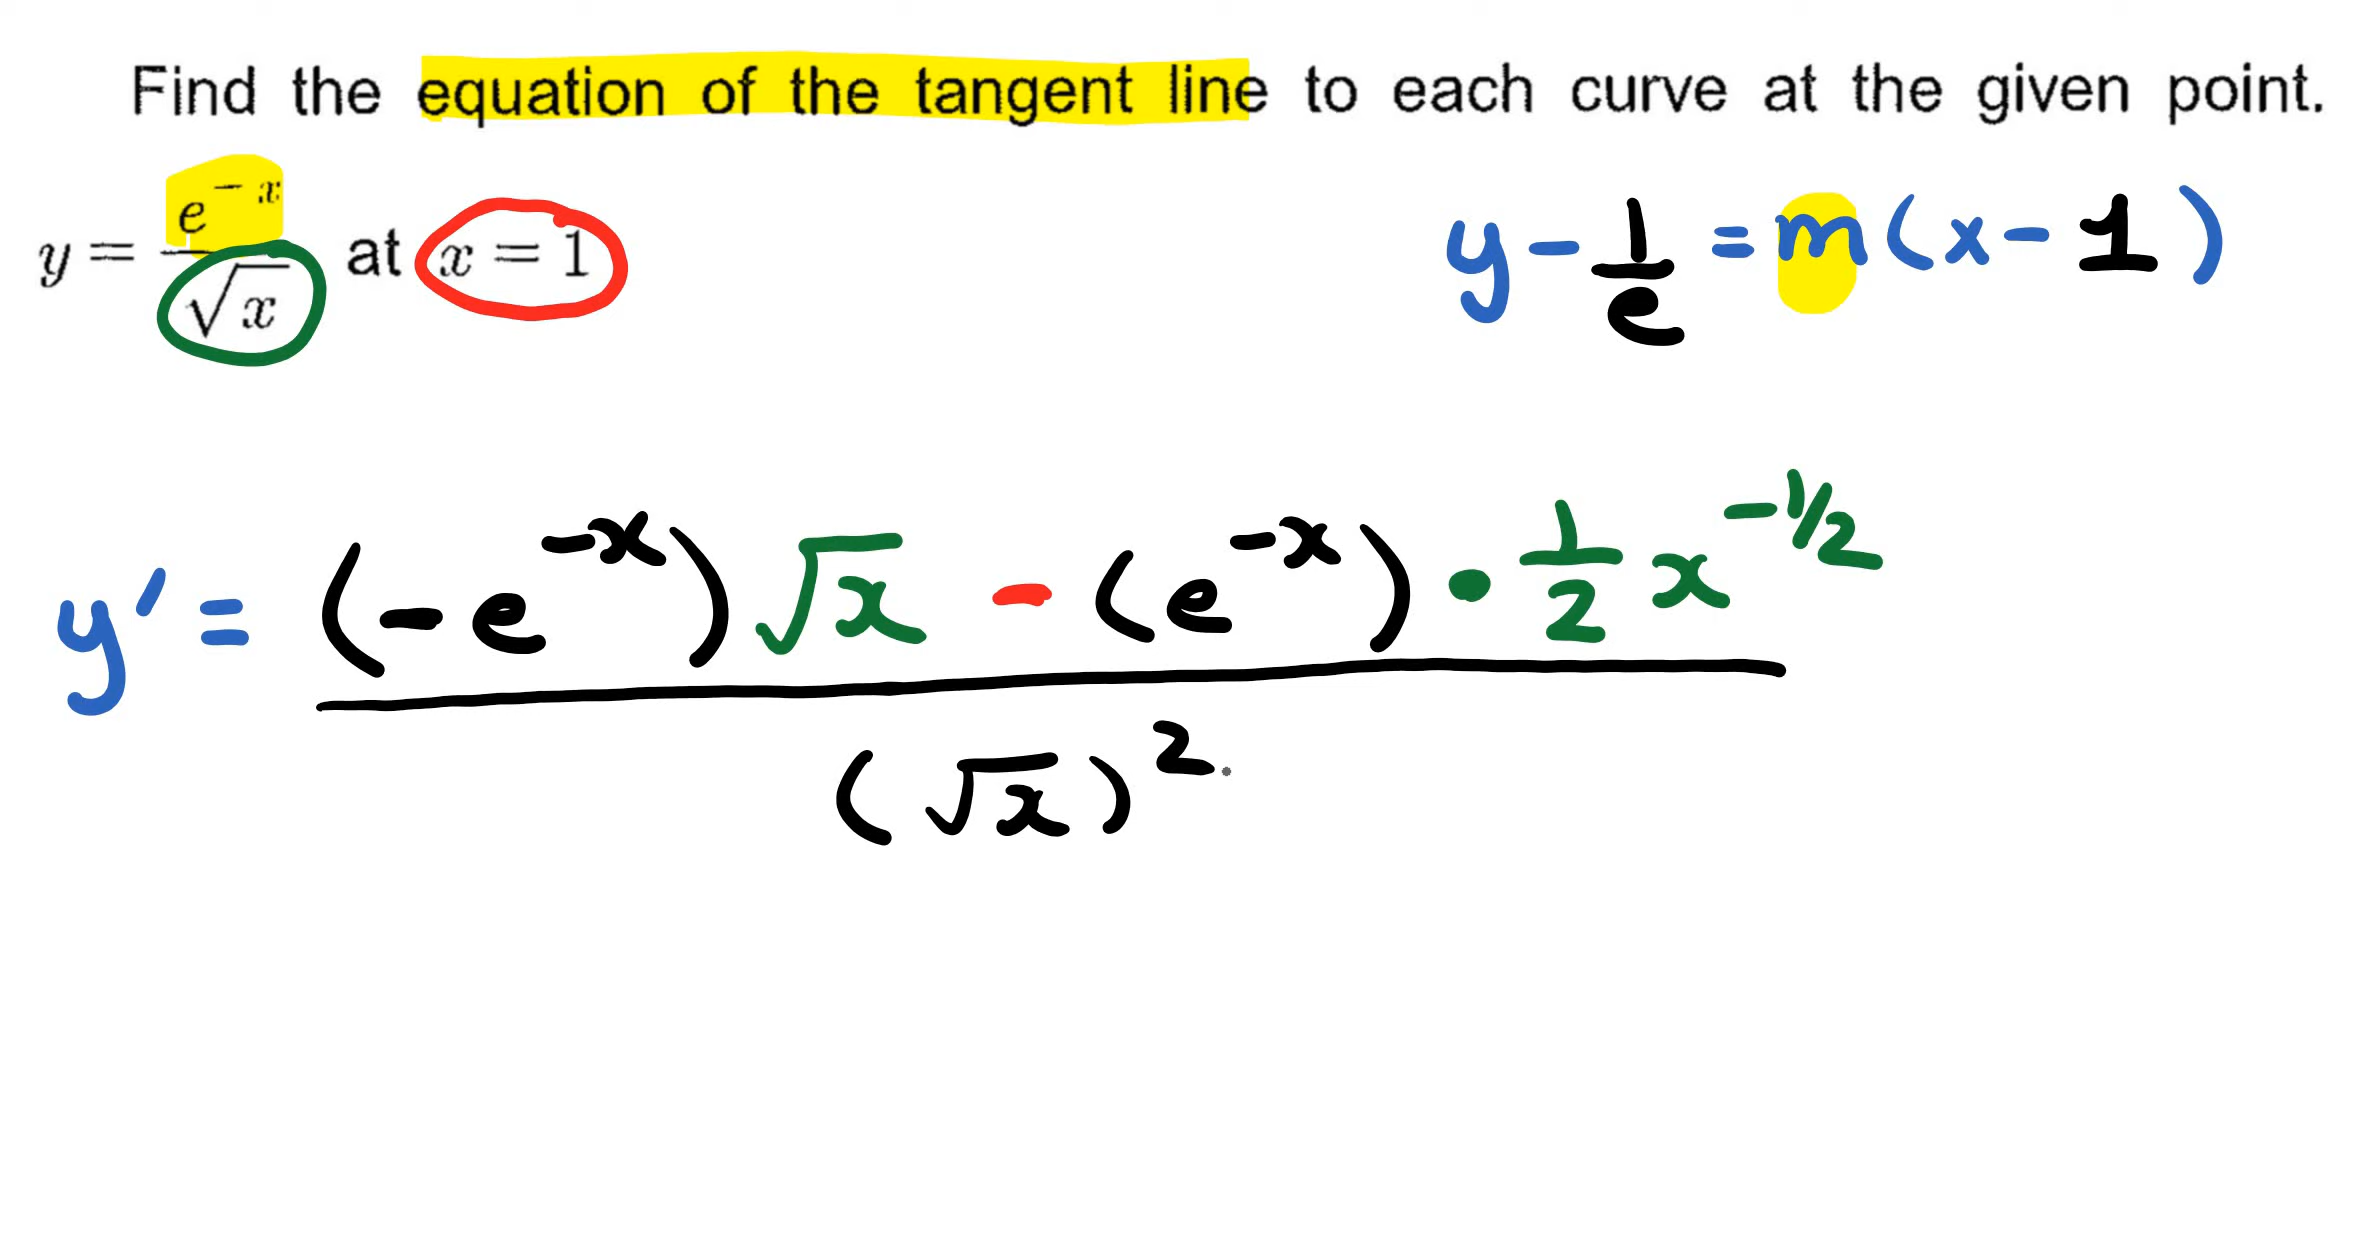 Find the equation of the tangent line to each curve at the given point.
y = e^{-x}/√x at x = 1
y - 1/e = m(x - 1)
y' = ((-e^{-x})√x - (e^{-x}) · 1/2 x^{-1/2})/(√x)^2